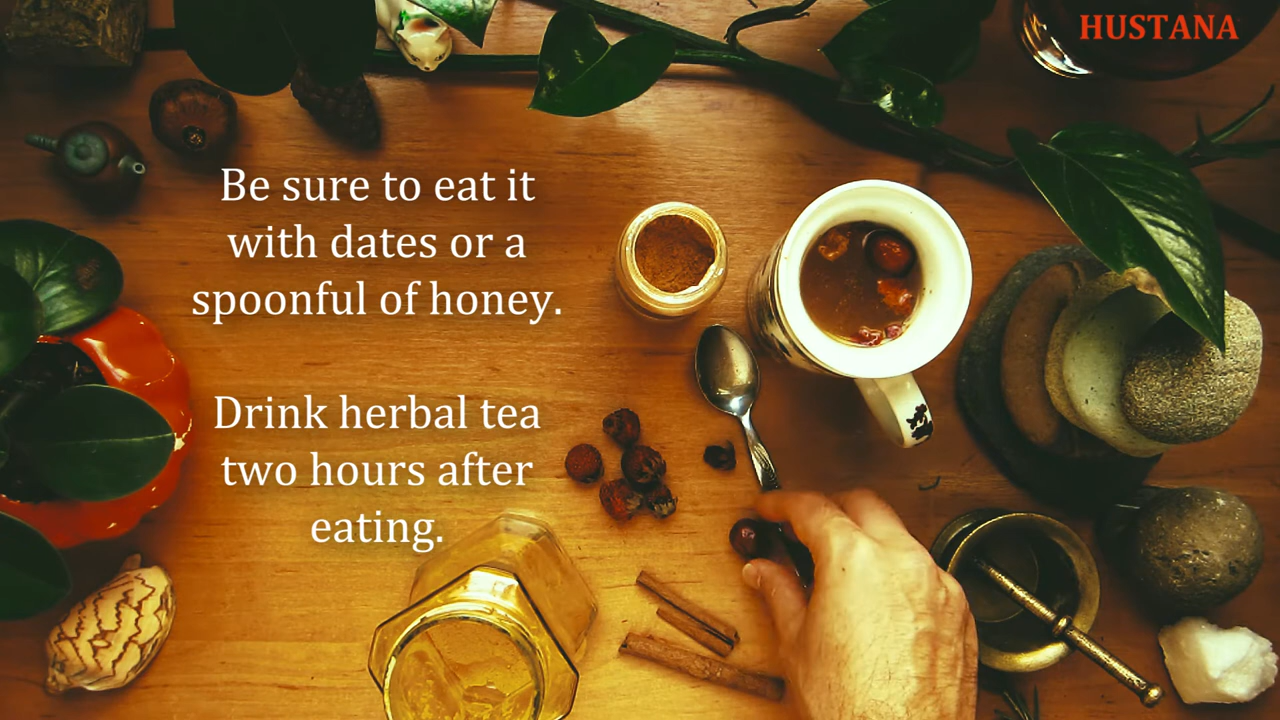 HUSTANA
Be sure to eat it
with dates or a
spoonful of honey.
Drink herbal tea
two hours after
eating.